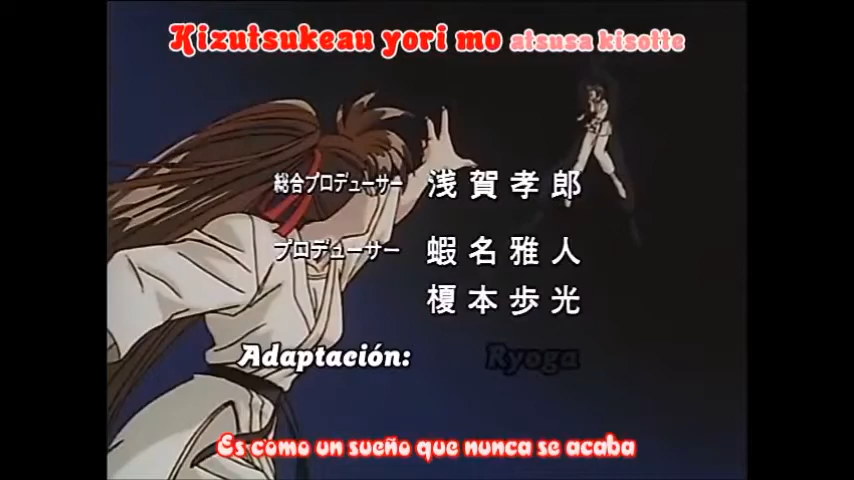 Kizutsukeau yori mo atsusa kisotte
総合プロデューサー 浅賀孝郎
プロデューサー 蝦名雅人
榎本歩光
Adaptación: Ryoga
Es como un sueño que nunca se acaba